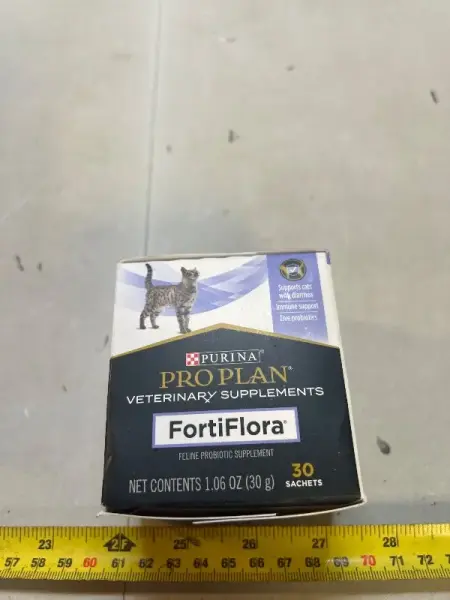 Supports cats
with diarrhea
Immune support
Live probiotics
PURINA
PRO PLAN®
VETERINARY SUPPLEMENTS
FortiFlora®
FELINE PROBIOTIC SUPPLEMENT
NET CONTENTS 1.06 OZ (30 g)
30
SACHETS
23 2F 25 26 27 28
57 58 59 60 61 62 63 64 65 66 67 68 69 70 71 72